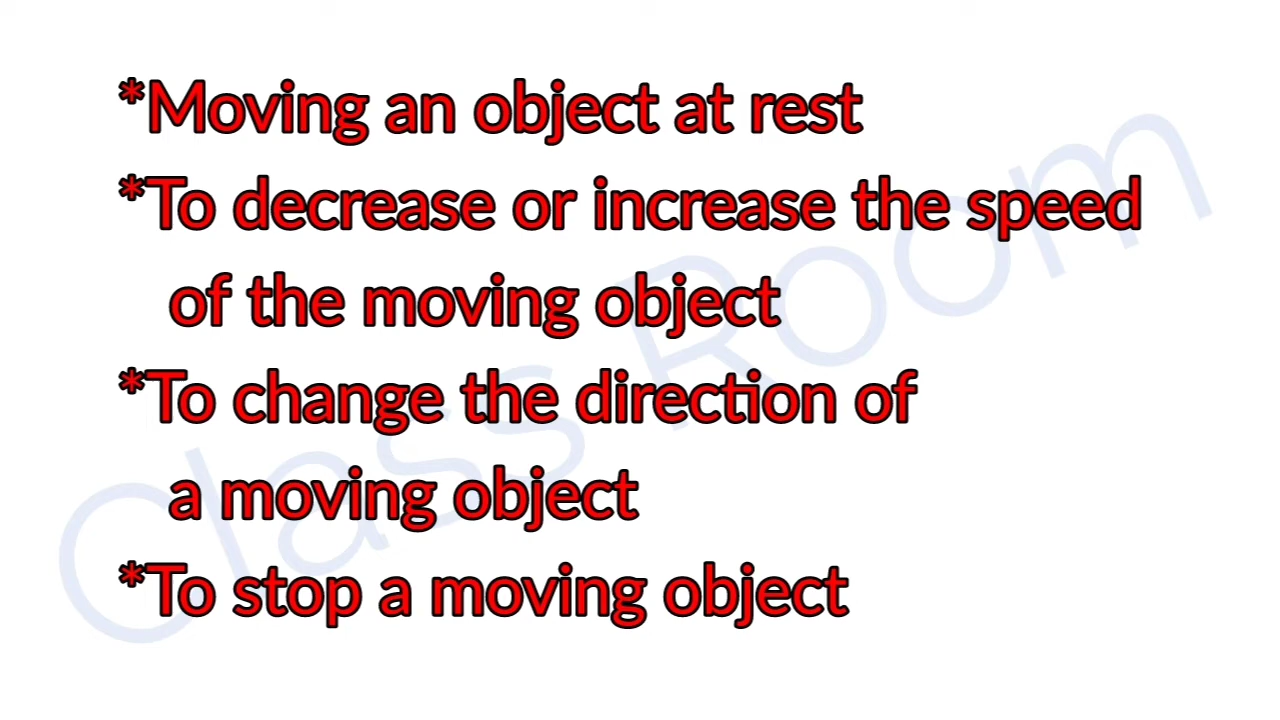 *Moving an object at rest
*To decrease or increase the speed
of the moving object
*To change the direction of
a moving object
*To stop a moving object
Class Room